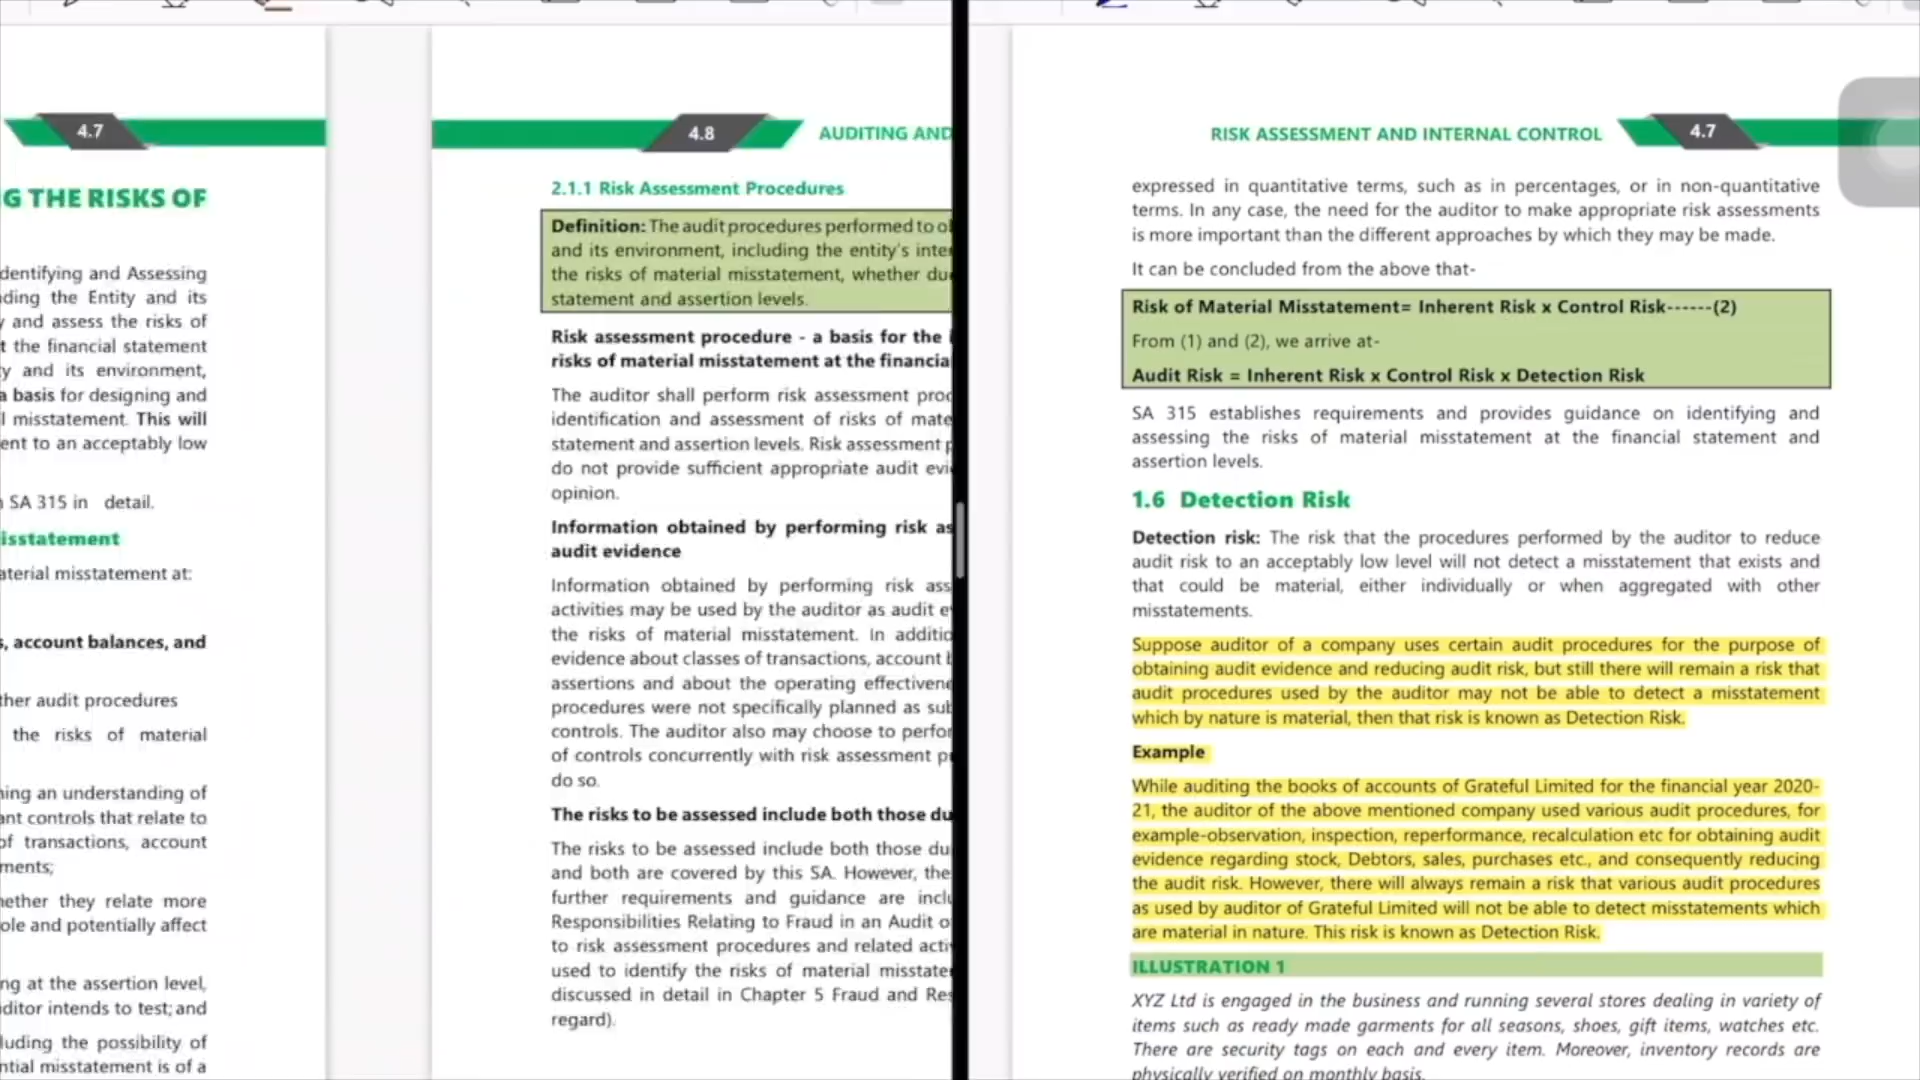 4.7
G THE RISKS OF
dentifying and Assessing
ding the Entity and its
y and assess the risks of
t the financial statement
y and its environment,
a basis for designing and
l misstatement. This will
ent to an acceptably low
SA 315 in detail.
isstatement
aterial misstatement at:
s, account balances, and
ther audit procedures
the risks of material
ning an understanding of
ant controls that relate to
of transactions, account
ments;
hether they relate more
ole and potentially affect
ng at the assertion level,
ditor intends to test; and
luding the possibility of
ntial misstatement is of a
4.8 AUDITING AND
2.1.1 Risk Assessment Procedures
Definition: The audit procedures performed to ob
and its environment, including the entity's inter
the risks of material misstatement, whether du
statement and assertion levels.
Risk assessment procedure - a basis for the i
risks of material misstatement at the financia
The auditor shall perform risk assessment proc
identification and assessment of risks of mate
statement and assertion levels. Risk assessment p
do not provide sufficient appropriate audit evi
opinion.
Information obtained by performing risk as
audit evidence
Information obtained by performing risk ass
activities may be used by the auditor as audit e
the risks of material misstatement. In additio
evidence about classes of transactions, account b
assertions and about the operating effectivene
procedures were not specifically planned as sub
controls. The auditor also may choose to perfor
of controls concurrently with risk assessment p
do so.
The risks to be assessed include both those du
The risks to be assessed include both those du
and both are covered by this SA. However, the
further requirements and guidance are inclu
Responsibilities Relating to Fraud in an Audit o
to risk assessment procedures and related activ
used to identify the risks of material misstate
discussed in detail in Chapter 5 Fraud and Res
regard).
RISK ASSESSMENT AND INTERNAL CONTROL 4.7
expressed in quantitative terms, such as in percentages, or in non-quantitative
terms. In any case, the need for the auditor to make appropriate risk assessments
is more important than the different approaches by which they may be made.
It can be concluded from the above that-
Risk of Material Misstatement= Inherent Risk x Control Risk------(2)
From (1) and (2), we arrive at-
Audit Risk = Inherent Risk x Control Risk x Detection Risk
SA 315 establishes requirements and provides guidance on identifying and
assessing the risks of material misstatement at the financial statement and
assertion levels.
1.6 Detection Risk
Detection risk: The risk that the procedures performed by the auditor to reduce
audit risk to an acceptably low level will not detect a misstatement that exists and
that could be material, either individually or when aggregated with other
misstatements.
Suppose auditor of a company uses certain audit procedures for the purpose of
obtaining audit evidence and reducing audit risk, but still there will remain a risk that
audit procedures used by the auditor may not be able to detect a misstatement
which by nature is material, then that risk is known as Detection Risk.
Example
While auditing the books of accounts of Grateful Limited for the financial year 2020-
21, the auditor of the above mentioned company used various audit procedures, for
example-observation, inspection, reperformance, recalculation etc for obtaining audit
evidence regarding stock, Debtors, sales, purchases etc., and consequently reducing
the audit risk. However, there will always remain a risk that various audit procedures
as used by auditor of Grateful Limited will not be able to detect misstatements which
are material in nature. This risk is known as Detection Risk.
ILLUSTRATION 1
XYZ Ltd is engaged in the business and running several stores dealing in variety of
items such as ready made garments for all seasons, shoes, gift items, watches etc.
There are security tags on each and every item. Moreover, inventory records are
physically verified on monthly basis.